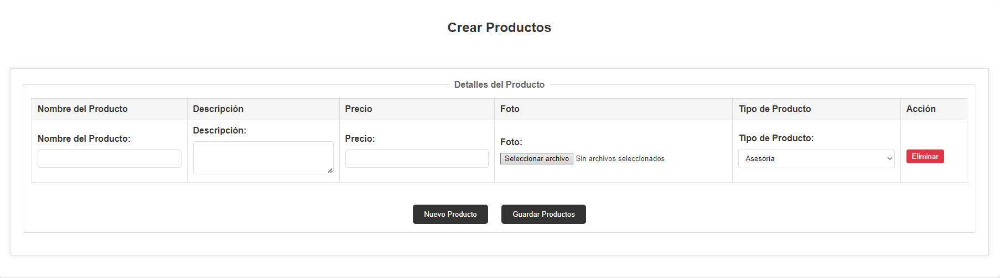 Crear Productos
Detalles del Producto
Nombre del Producto Descripción Precio Foto Tipo de Producto Acción
Nombre del Producto: Descripción: Precio: Foto: Tipo de Producto:
Seleccionar archivo Sin archivos seleccionados Asesoría Eliminar
Nuevo Producto Guardar Productos